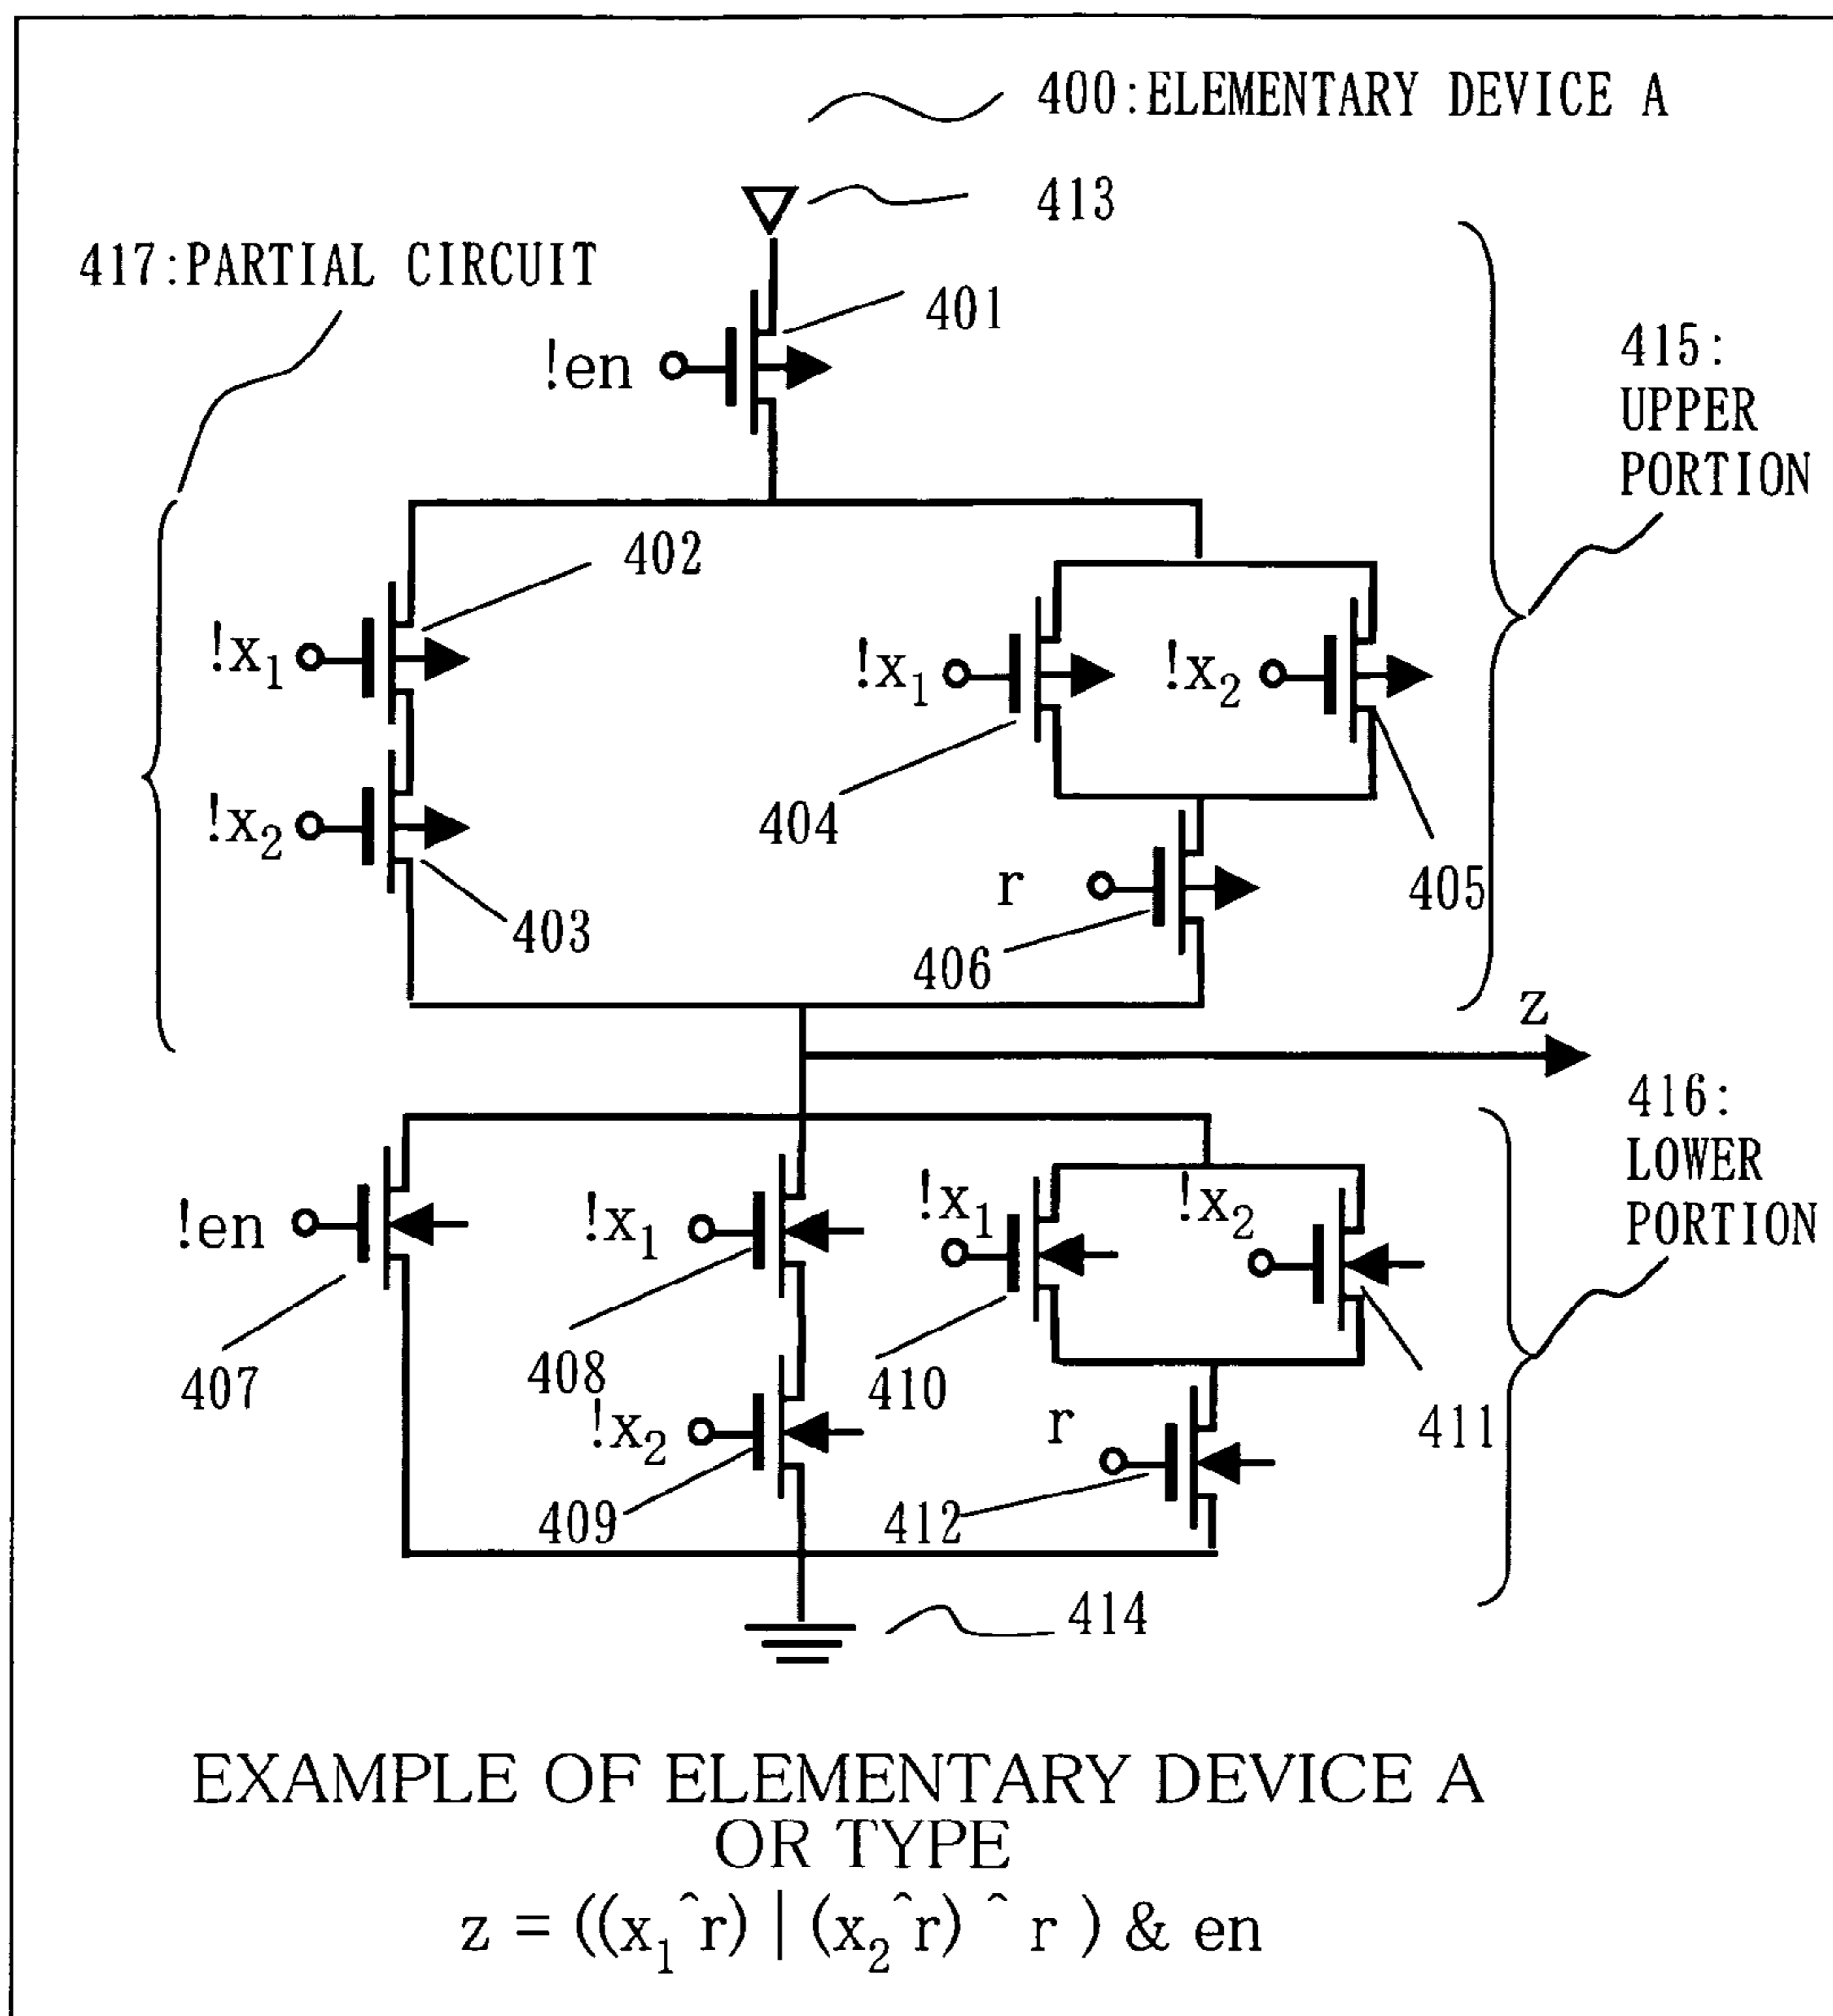 400:ELEMENTARY DEVICE A
413
417:PARTIAL CIRCUIT
401
!en
415:
UPPER
PORTION
402
!x₁
!x₁
!x₂
404
405
!x₂
403
r
406
z
416:
LOWER
PORTION
!en
!x₁
!x₁
!x₂
407
408
410
411
!x₂
r
409
412
414
EXAMPLE OF ELEMENTARY DEVICE A
OR TYPE
z = ((x₁^r) | (x₂^r) ^ r ) & en